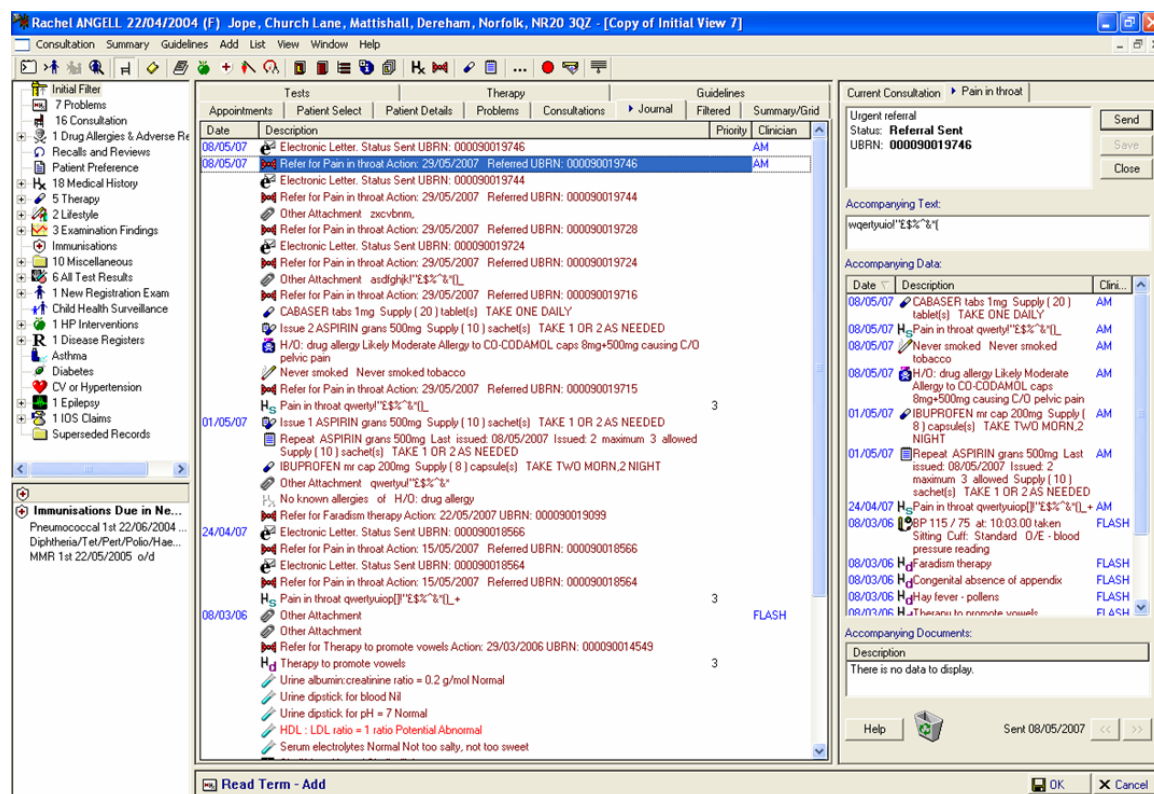 Rachel ANGELL 22/04/2004 (F) Jope, Church Lane, Mattishall, Dereham, Norfolk, NR20 3QZ - [Copy of Initial View 7]
Consultation Summary Guidelines Add List View Window Help
Initial Filter
7 Problems
16 Consultation
1 Drug Allergies & Adverse Re
Recalls and Reviews
Patient Preference
18 Medical History
5 Therapy
2 Lifestyle
3 Examination Findings
Immunisations
10 Miscellaneous
6 All Test Results
1 New Registration Exam
Child Health Surveillance
1 HP Interventions
1 Disease Registers
Asthma
Diabetes
CV or Hypertension
1 Epilepsy
1 IOS Claims
Superseded Records
Immunisations Due in Ne...
Pneumococcal 1st 22/06/2004 ...
Diphtheria/Tet/Pert/Polio/Hae...
MMR 1st 22/05/2005 o/d
Tests Therapy Guidelines
Appointments Patient Select Patient Details Problems Consultations Journal Filtered Summary/Grid
Date Description Priority Clinician
08/05/07 Electronic Letter. Status Sent UBRN: 000090019746 AM
08/05/07 Refer for Pain in throat Action: 29/05/2007 Referred UBRN: 000090019746 AM
Electronic Letter. Status Sent UBRN: 000090019744
Refer for Pain in throat Action: 29/05/2007 Referred UBRN: 000090019744
Other Attachment zxcvbnm,
Refer for Pain in throat Action: 29/05/2007 Referred UBRN: 000090019728
Electronic Letter. Status Sent UBRN: 000090019724
Refer for Pain in throat Action: 29/05/2007 Referred UBRN: 000090019724
Other Attachment asdfghjkl!"£$%^&*()_
Refer for Pain in throat Action: 29/05/2007 Referred UBRN: 000090019716
CABASER tabs 1mg Supply ( 20 ) tablet(s) TAKE ONE DAILY
Issue 2 ASPIRIN grans 500mg Supply ( 10 ) sachet(s) TAKE 1 OR 2 AS NEEDED
H/O: drug allergy Likely Moderate Allergy to CO-CODAMOL caps 8mg+500mg causing C/O
pelvic pain
Never smoked Never smoked tobacco
Refer for Pain in throat Action: 29/05/2007 Referred UBRN: 000090019715
Pain in throat qwerty!"£$%^&*()_ 3
01/05/07 Issue 1 ASPIRIN grans 500mg Supply ( 10 ) sachet(s) TAKE 1 OR 2 AS NEEDED
Repeat ASPIRIN grans 500mg Last issued: 08/05/2007 Issued: 2 maximum 3 allowed
Supply ( 10 ) sachet(s) TAKE 1 OR 2 AS NEEDED
IBUPROFEN mr cap 200mg Supply ( 8 ) capsule(s) TAKE TWO MORN,2 NIGHT
Other Attachment qwertyu!"£$%^&*
No known allergies of H/O: drug allergy
Refer for Faradism therapy Action: 22/05/2007 UBRN: 000090019099
24/04/07 Electronic Letter. Status Sent UBRN: 000090018566
Refer for Pain in throat Action: 15/05/2007 Referred UBRN: 000090018566
Electronic Letter. Status Sent UBRN: 000090018564
Refer for Pain in throat Action: 15/05/2007 Referred UBRN: 000090018564
Pain in throat qwertyuiop[]!"£$%^&*()_+ 3
08/03/06 Other Attachment FLASH
Other Attachment
Refer for Therapy to promote vowels Action: 29/03/2006 UBRN: 000090014549
Therapy to promote vowels 3
Urine albumin:creatinine ratio = 0.2 g/mol Normal
Urine dipstick for blood Nil
Urine dipstick for pH = 7 Normal
HDL : LDL ratio = 1 ratio Potential Abnormal
Serum electrolytes Normal Not too salty, not too sweet
Read Term - Add
Current Consultation Pain in throat
Urgent referral
Status: Referral Sent
UBRN: 000090019746
Send
Save
Close
Accompanying Text:
wqertyuio!"£$%^&*(
Accompanying Data:
Date Description Clini...
08/05/07 CABASER tabs 1mg Supply ( 20 ) AM
tablet(s) TAKE ONE DAILY
08/05/07 Pain in throat qwerty!"£$%^&*()_ AM
08/05/07 Never smoked Never smoked AM
tobacco
08/05/07 H/O: drug allergy Likely Moderate AM
Allergy to CO-CODAMOL caps
8mg+500mg causing C/O pelvic pain
01/05/07 IBUPROFEN mr cap 200mg Supply ( AM
8 ) capsule(s) TAKE TWO MORN,2
NIGHT
01/05/07 Repeat ASPIRIN grans 500mg Last AM
issued: 08/05/2007 Issued: 2
maximum 3 allowed Supply ( 10 )
sachet(s) TAKE 1 OR 2 AS NEEDED
24/04/07 Pain in throat qwertyuiop[]!"£$%^&*()_+ AM
08/03/06 BP 115 / 75 at: 10:03.00 taken FLASH
Sitting Cuff: Standard O/E - blood
pressure reading
08/03/06 Faradism therapy FLASH
08/03/06 Congenital absence of appendix FLASH
08/03/06 Hay fever - pollens FLASH
08/03/06 Therapy to promote vowels FLASH
Accompanying Documents:
Description
There is no data to display.
Help
Sent 08/05/2007
<< >>
OK
Cancel